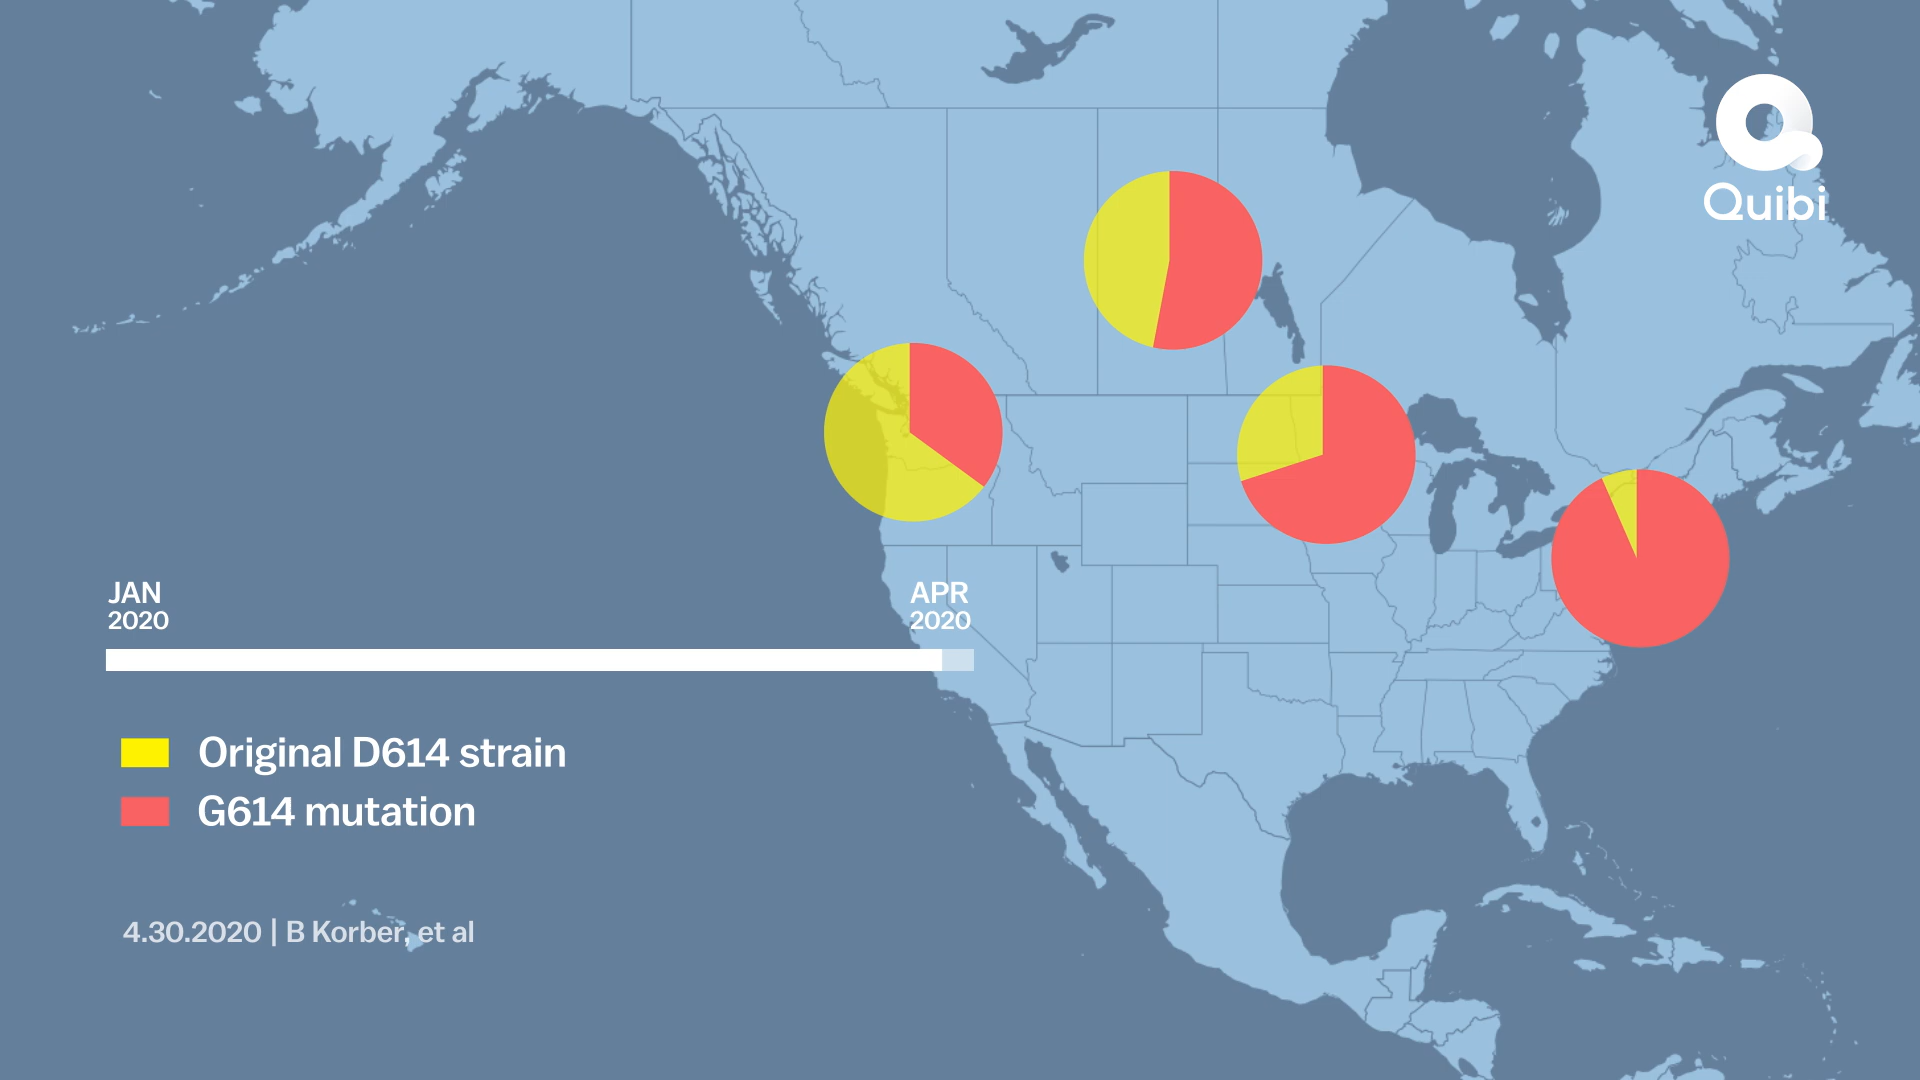 Quibi
JAN
2020
APR
2020
Original D614 strain
G614 mutation
4.30.2020 | B Korber, et al